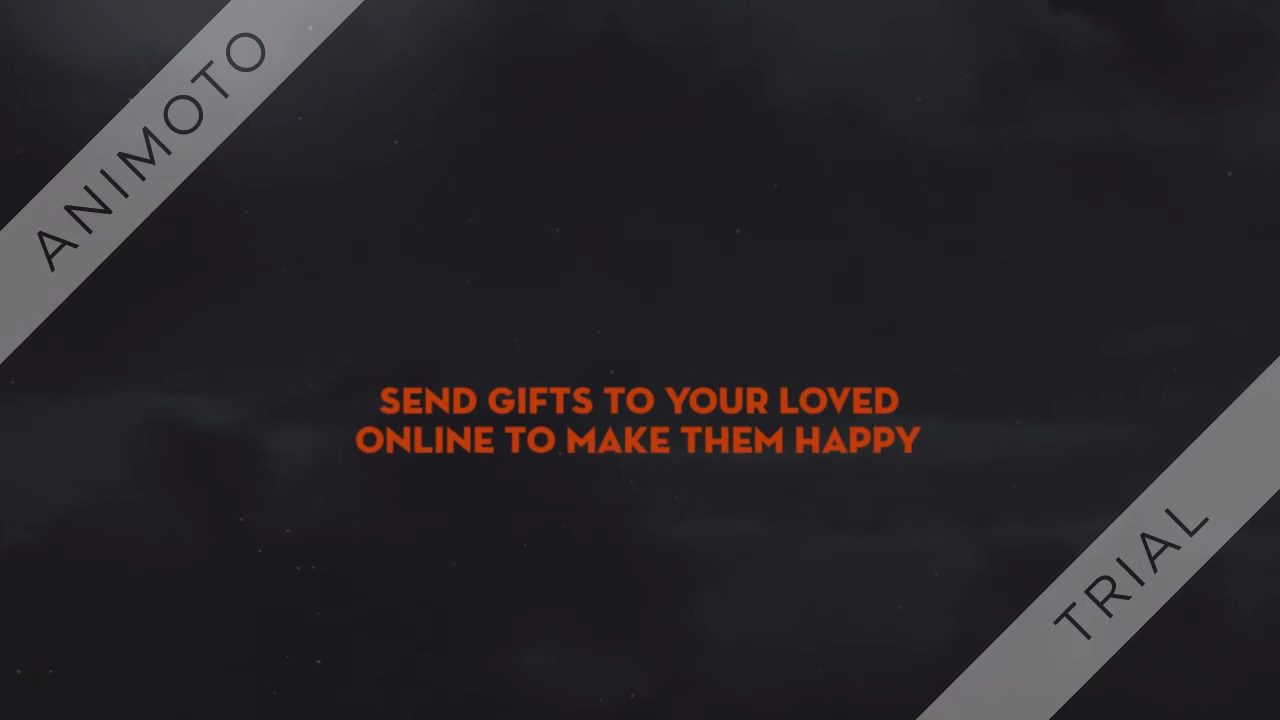 ANIMOTO
SEND GIFTS TO YOUR LOVED
ONLINE TO MAKE THEM HAPPY
TRIAL